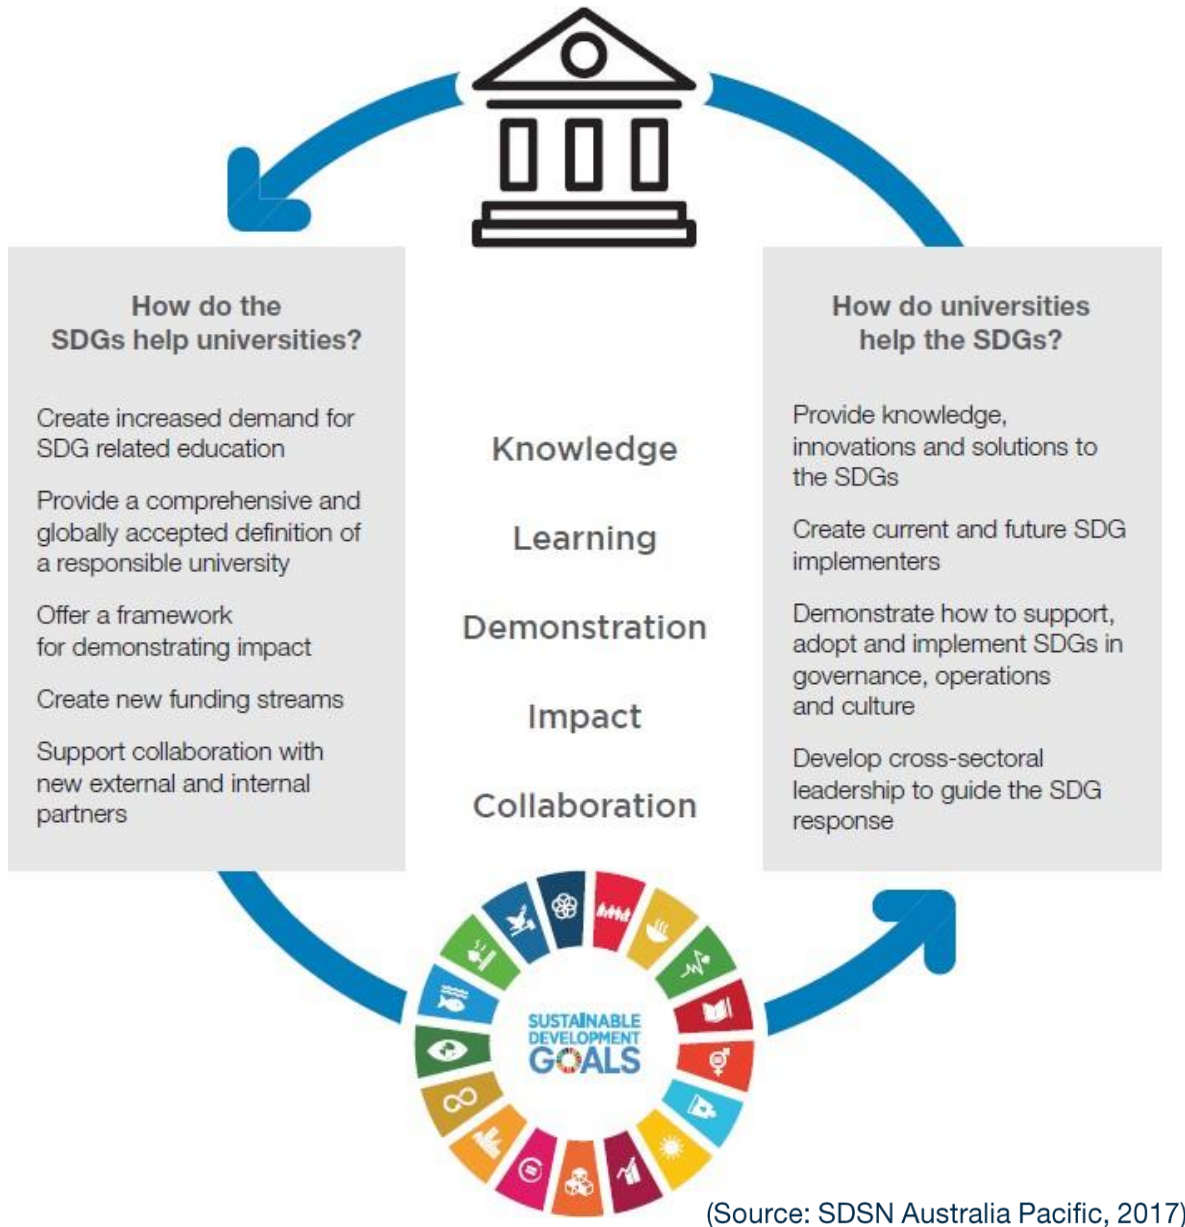 How do the
SDGs help universities?
Create increased demand for
SDG related education
Provide a comprehensive and
globally accepted definition of
a responsible university
Offer a framework
for demonstrating impact
Create new funding streams
Support collaboration with
new external and internal
partners
Knowledge
Learning
Demonstration
Impact
Collaboration
How do universities
help the SDGs?
Provide knowledge,
innovations and solutions to
the SDGs
Create current and future SDG
implementers
Demonstrate how to support,
adopt and implement SDGs in
governance, operations
and culture
Develop cross-sectoral
leadership to guide the SDG
response
SUSTAINABLE
DEVELOPMENT
GOALS
(Source: SDSN Australia Pacific, 2017)